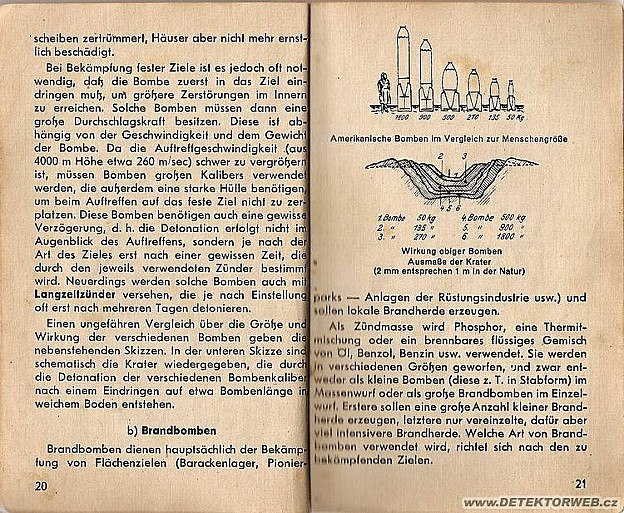 scheiben zertrümmert, Häuser aber nicht mehr ernst-
lich beschädigt.
Bei Bekämpfung fester Ziele ist es jedoch oft not-
wendig, daß die Bombe zuerst in das Ziel ein-
dringen muß, um größere Zerstörungen im Innern
zu erreichen. Solche Bomben müssen dann eine
große Durchschlagskraft besitzen. Diese ist ab-
hängig von der Geschwindigkeit und dem Gewicht
der Bombe. Da die Auftreffgeschwindigkeit (aus
4000 m Höhe etwa 260 m/sec) schwer zu vergrößern
ist, müssen Bomben großen Kalibers verwendet
werden, die außerdem eine starke Hülle benötigen,
um beim Auftreffen auf das feste Ziel nicht zu zer-
platzen. Diese Bomben benötigen auch eine gewisse
Verzögerung, d. h. die Detonation erfolgt nicht im
Augenblick des Auftreffens, sondern je nach der
Art des Zieles erst nach einer gewissen Zeit, die
durch den jeweils verwendeten Zünder bestimmt
wird. Neuerdings werden solche Bomben auch mit
Langzeitzünder versehen, die je nach Einstellung
oft erst nach mehreren Tagen detonieren.
Einen ungefähren Vergleich über die Größe und
Wirkung der verschiedenen Bomben geben die
nebenstehenden Skizzen. In der unteren Skizze sind
schematisch die Krater wiedergegeben, die durch
die Detonation der verschiedenen Bombenkaliber
nach einem Eindringen auf etwa Bombenlänge in
weichem Boden entstehen.
b) Brandbomben
Brandbomben dienen hauptsächlich der Bekämp-
fung von Flächenzielen (Barackenlager, Pionier-
20
1800 900 500 270 135 50 Kg
Amerikanische Bomben im Vergleich zur Menschengröße
2 1 3
4 5 6
1. Bombe 50 kg 4. Bombe 500 kg
2. " 135 " 5. " 900 "
3. " 270 " 6. " 1800 "
Wirkung obiger Bomben
Ausmaße der Krater
(2 mm entsprechen 1 m in der Natur)
parks — Anlagen der Rüstungsindustrie usw.) und
sollen lokale Brandherde erzeugen.
Als Zündmasse wird Phosphor, eine Thermit-
mischung oder ein brennbares flüssiges Gemisch
von Öl, Benzol, Benzin usw. verwendet. Sie werden
in verschiedenen Größen geworfen, und zwar ent-
weder als kleine Bomben (diese z. T. in Stabform) im
Massenwurf oder als große Brandbomben im Einzel-
wurf. Erstere sollen eine große Anzahl kleiner Brand-
herde erzeugen, letztere nur vereinzelte, dafür aber
viel intensivere Brandherde. Welche Art von Brand-
bomben verwendet wird, richtet sich nach den zu
bekämpfenden Zielen.
21
www.DETEKTORWEB.cz